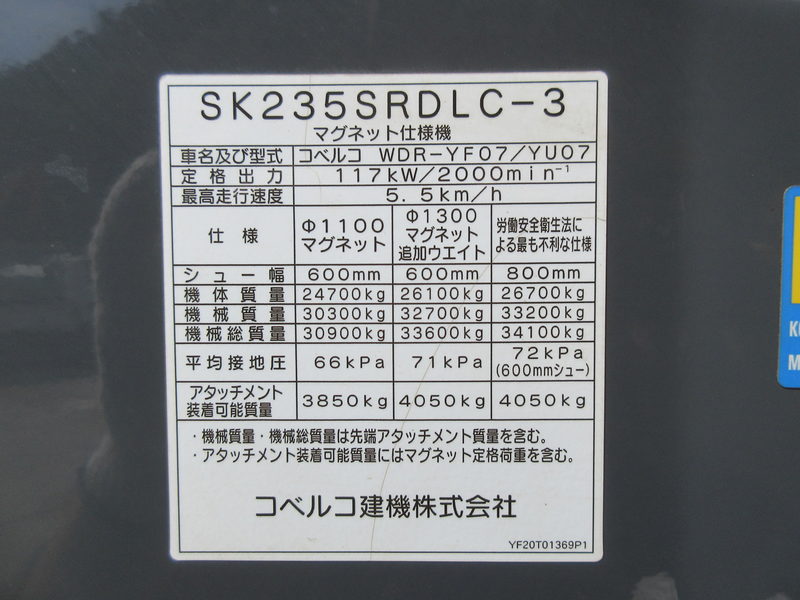 SK235SRDLC-3
マグネット仕様機
車名及び型式 コベルコ WDR-YF07/YU07
定格出力 117kW/2000min⁻¹
最高走行速度 5.5km/h
仕様 Φ1100マグネット Φ1300マグネット追加ウエイト 労働安全衛生法による最も不利な仕様
シュー幅 600mm 600mm 800mm
機体質量 24700kg 26100kg 26700kg
機械質量 30300kg 32700kg 33200kg
機械総質量 30900kg 33600kg 34100kg
平均接地圧 66kPa 71kPa 72kPa(600mmシュー)
アタッチメント装着可能質量 3850kg 4050kg 4050kg
・機械質量・機械総質量は先端アタッチメント質量を含む。
・アタッチメント装着可能質量にはマグネット定格荷重を含む。
コベルコ建機株式会社
YF20T01369P1